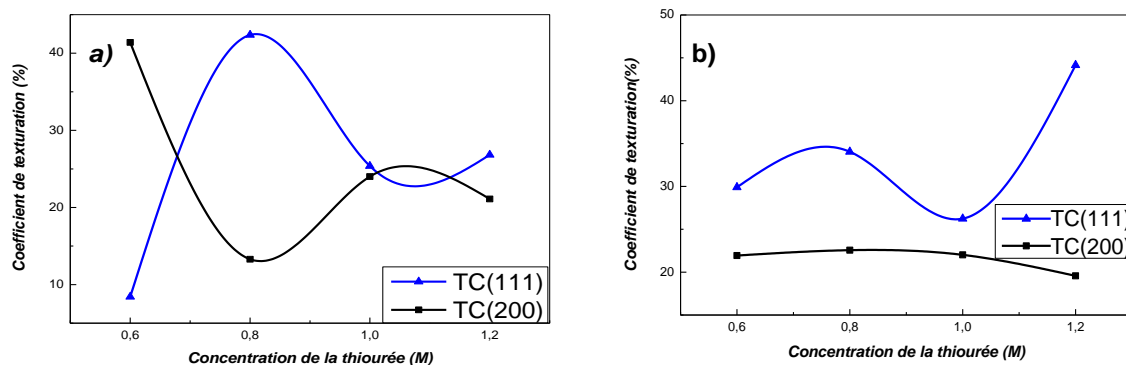 a)
Coefficient de texturation (%)
40
30
20
10
TC(111)
TC(200)
0,6
0,8
1,0
1,2
Concentration de la thiourée (M)
b)
Coefficient de texturation(%)
50
40
30
20
TC(111)
TC(200)
0,6
0,8
1,0
1,2
Concentration de la thiourée (M)